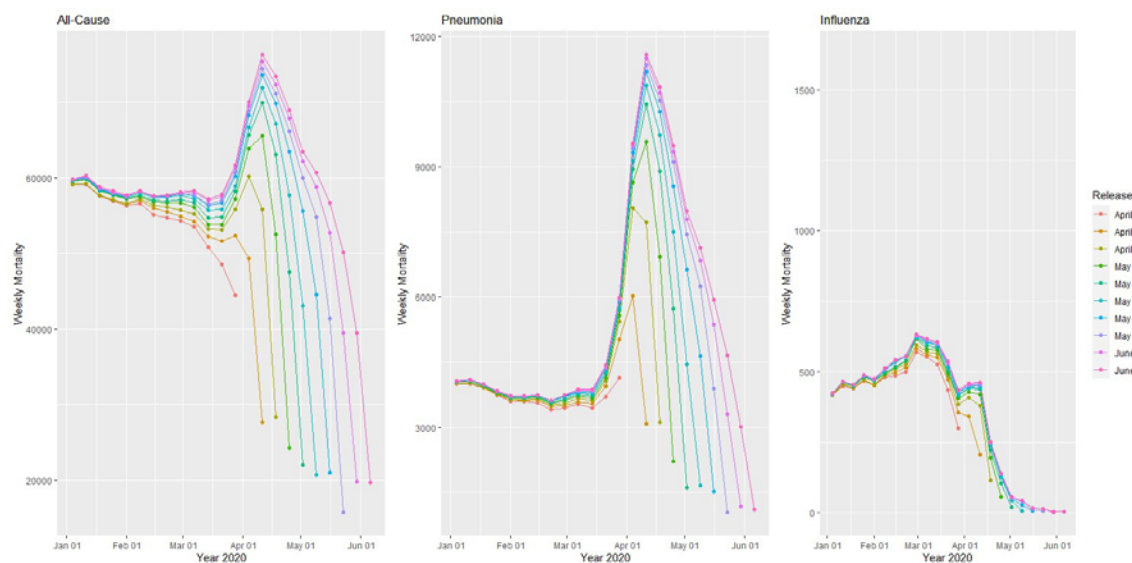 All-Cause
Pneumonia
Influenza
Weekly Mortality
60000
40000
20000
Jan 01
Feb 01
Mar 01
Apr 01
May 01
Jun 01
Year 2020
Weekly Mortality
12000
9000
6000
3000
Jan 01
Feb 01
Mar 01
Apr 01
May 01
Jun 01
Year 2020
Weekly Mortality
1500
1000
500
0
Jan 01
Feb 01
Mar 01
Apr 01
May 01
Jun 01
Year 2020
Release
April
April
April
May
May
May
May
May
June
June